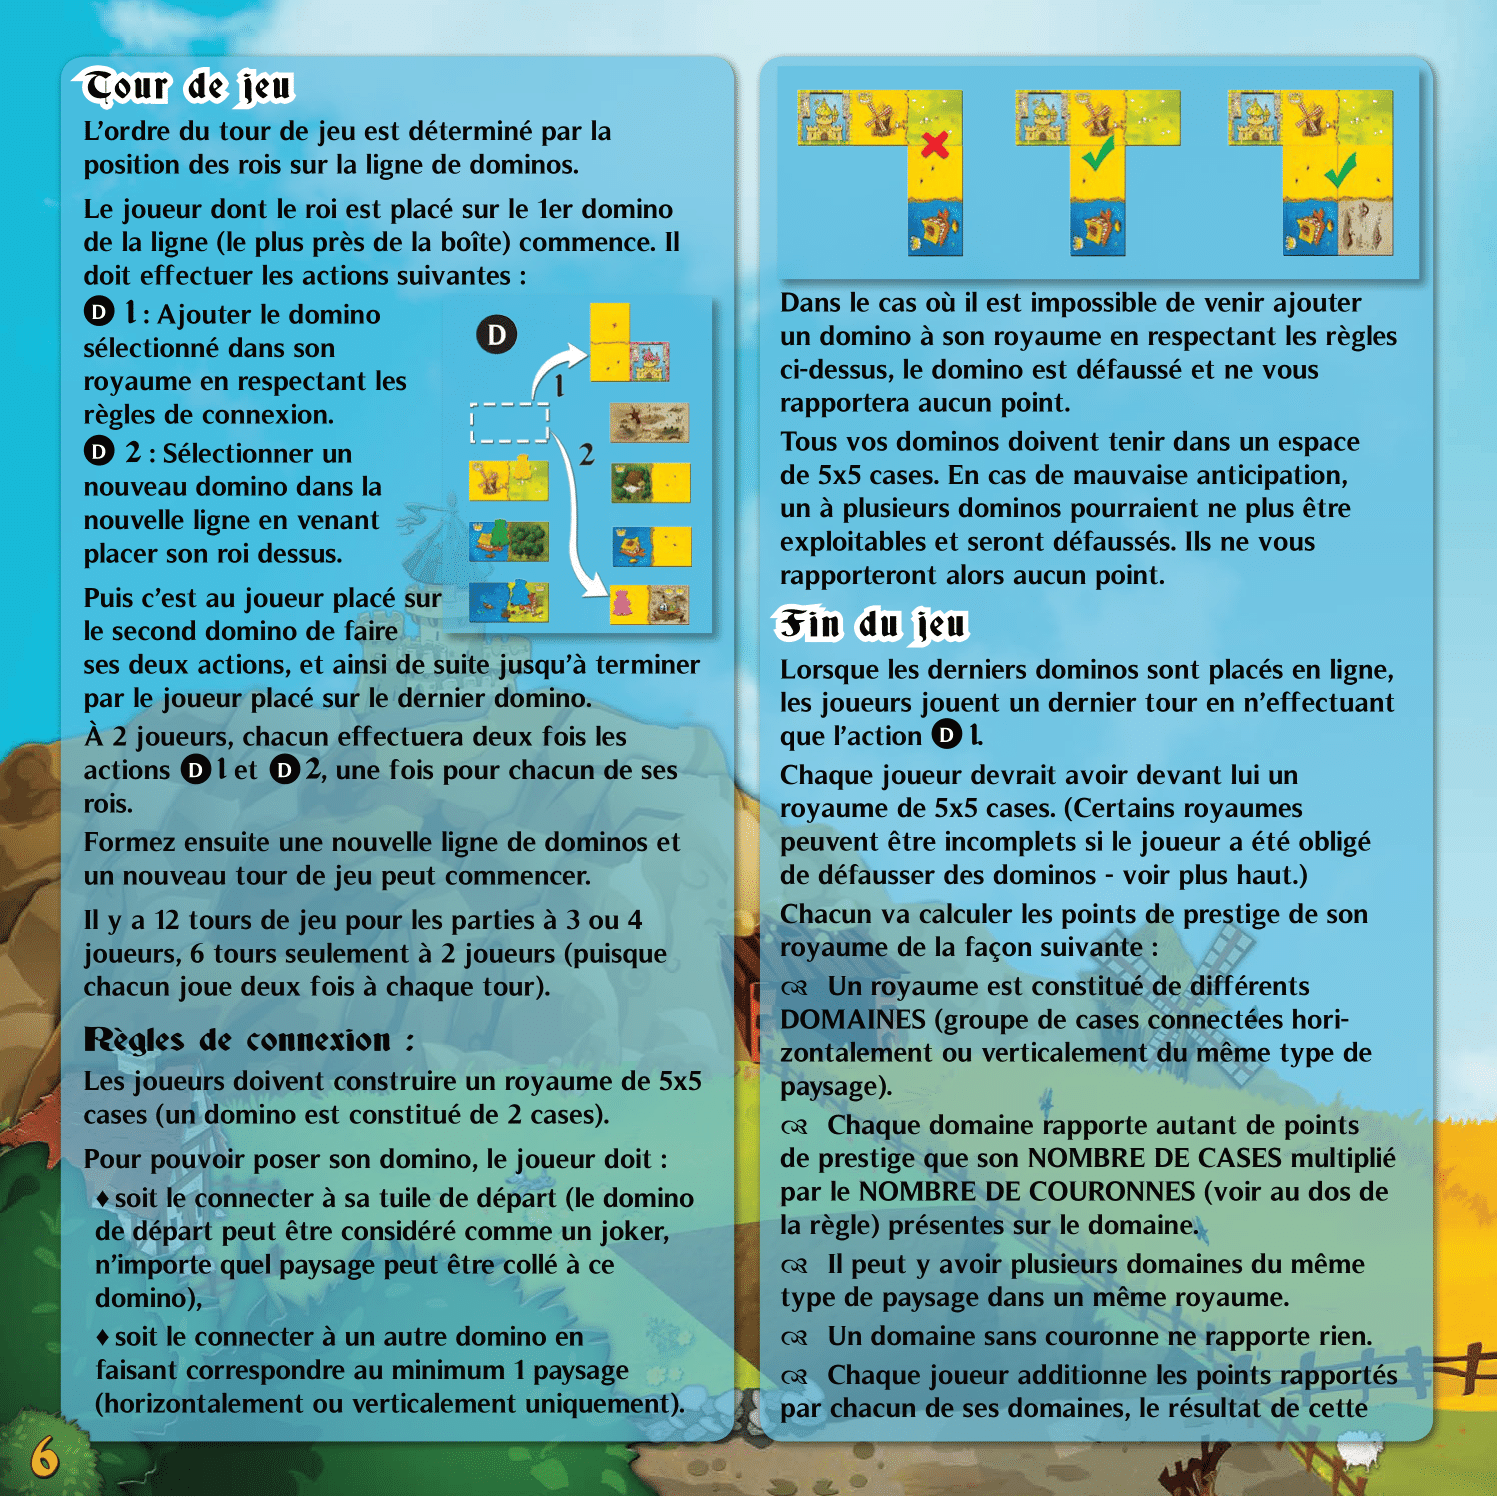 Tour de jeu
L'ordre du tour de jeu est déterminé par la
position des rois sur la ligne de dominos.
Le joueur dont le roi est placé sur le 1er domino
de la ligne (le plus près de la boîte) commence. Il
doit effectuer les actions suivantes :
D 1 : Ajouter le domino
sélectionné dans son
royaume en respectant les
règles de connexion.
D 2 : Sélectionner un
nouveau domino dans la
nouvelle ligne en venant
placer son roi dessus.
D
1
2
Puis c'est au joueur placé sur
le second domino de faire
ses deux actions, et ainsi de suite jusqu'à terminer
par le joueur placé sur le dernier domino.
À 2 joueurs, chacun effectuera deux fois les
actions D 1 et D 2, une fois pour chacun de ses
rois.
Formez ensuite une nouvelle ligne de dominos et
un nouveau tour de jeu peut commencer.
Il y a 12 tours de jeu pour les parties à 3 ou 4
joueurs, 6 tours seulement à 2 joueurs (puisque
chacun joue deux fois à chaque tour).
Règles de connexion :
Les joueurs doivent construire un royaume de 5x5
cases (un domino est constitué de 2 cases).
Pour pouvoir poser son domino, le joueur doit :
♦ soit le connecter à sa tuile de départ (le domino
de départ peut être considéré comme un joker,
n'importe quel paysage peut être collé à ce
domino),
♦ soit le connecter à un autre domino en
faisant correspondre au minimum 1 paysage
(horizontalement ou verticalement uniquement).
6
Dans le cas où il est impossible de venir ajouter
un domino à son royaume en respectant les règles
ci-dessus, le domino est défaussé et ne vous
rapportera aucun point.
Tous vos dominos doivent tenir dans un espace
de 5x5 cases. En cas de mauvaise anticipation,
un à plusieurs dominos pourraient ne plus être
exploitables et seront défaussés. Ils ne vous
rapporteront alors aucun point.
Fin du jeu
Lorsque les derniers dominos sont placés en ligne,
les joueurs jouent un dernier tour en n'effectuant
que l'action D 1.
Chaque joueur devrait avoir devant lui un
royaume de 5x5 cases. (Certains royaumes
peuvent être incomplets si le joueur a été obligé
de défausser des dominos - voir plus haut.)
Chacun va calculer les points de prestige de son
royaume de la façon suivante :
Un royaume est constitué de différents
DOMAINES (groupe de cases connectées hori-
zontalement ou verticalement du même type de
paysage).
Chaque domaine rapporte autant de points
de prestige que son NOMBRE DE CASES multiplié
par le NOMBRE DE COURONNES (voir au dos de
la règle) présentes sur le domaine.
Il peut y avoir plusieurs domaines du même
type de paysage dans un même royaume.
Un domaine sans couronne ne rapporte rien.
Chaque joueur additionne les points rapportés
par chacun de ses domaines, le résultat de cette